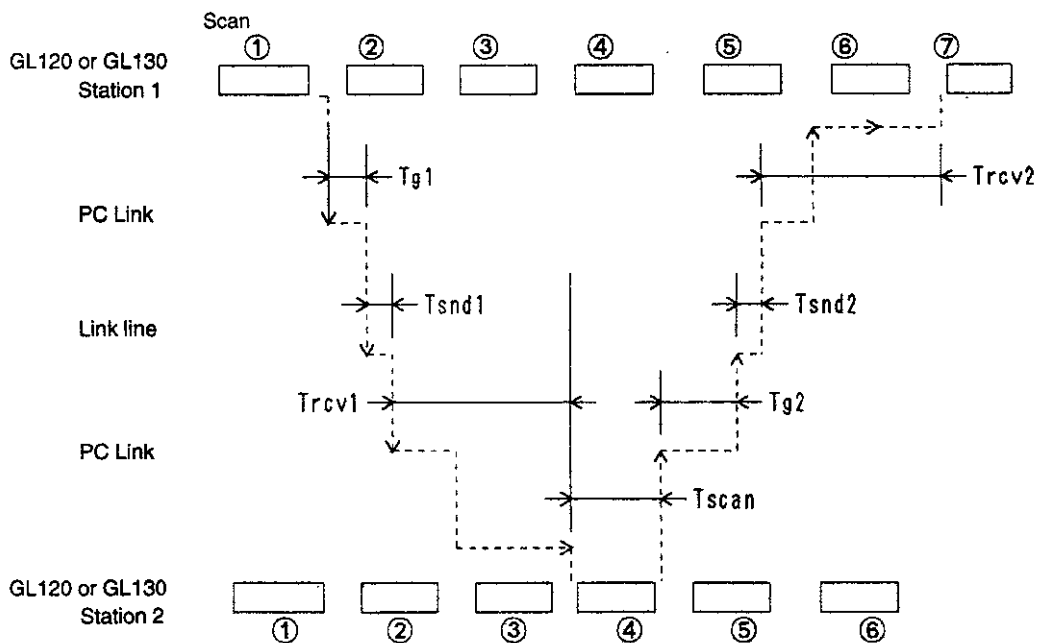 Scan
① ② ③ ④ ⑤ ⑥ ⑦
GL120 or GL130
Station 1
Tg1
Trcv2
PC Link
Tsnd1
Tsnd2
Link line
Trcv1
Tg2
PC Link
Tscan
GL120 or GL130
Station 2
① ② ③ ④ ⑤ ⑥